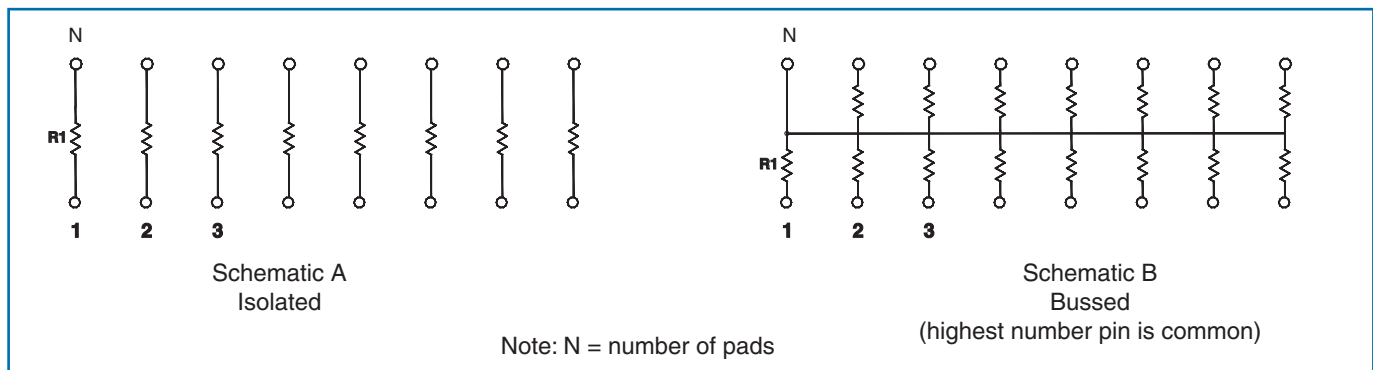 N
R1
1 2 3
Schematic A
Isolated
N
R1
1 2 3
Schematic B
Bussed
(highest number pin is common)
Note: N = number of pads